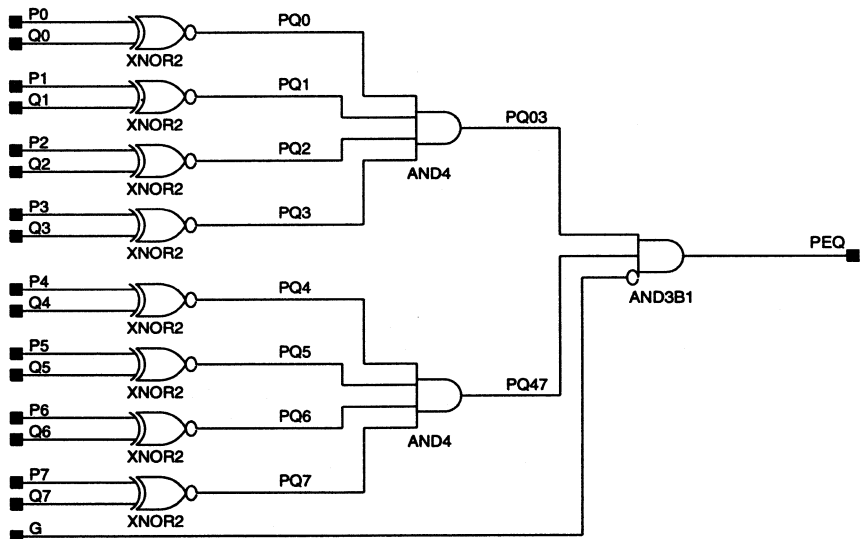 P0
PQ0
Q0
XNOR2
P1
PQ1
Q1
XNOR2
PQ03
P2
PQ2
Q2
AND4
XNOR2
P3
PQ3
Q3
PEQ
XNOR2
P4
PQ4
AND3B1
Q4
XNOR2
P5
PQ5
Q5
PQ47
XNOR2
P6
PQ6
Q6
AND4
XNOR2
P7
PQ7
Q7
XNOR2
G